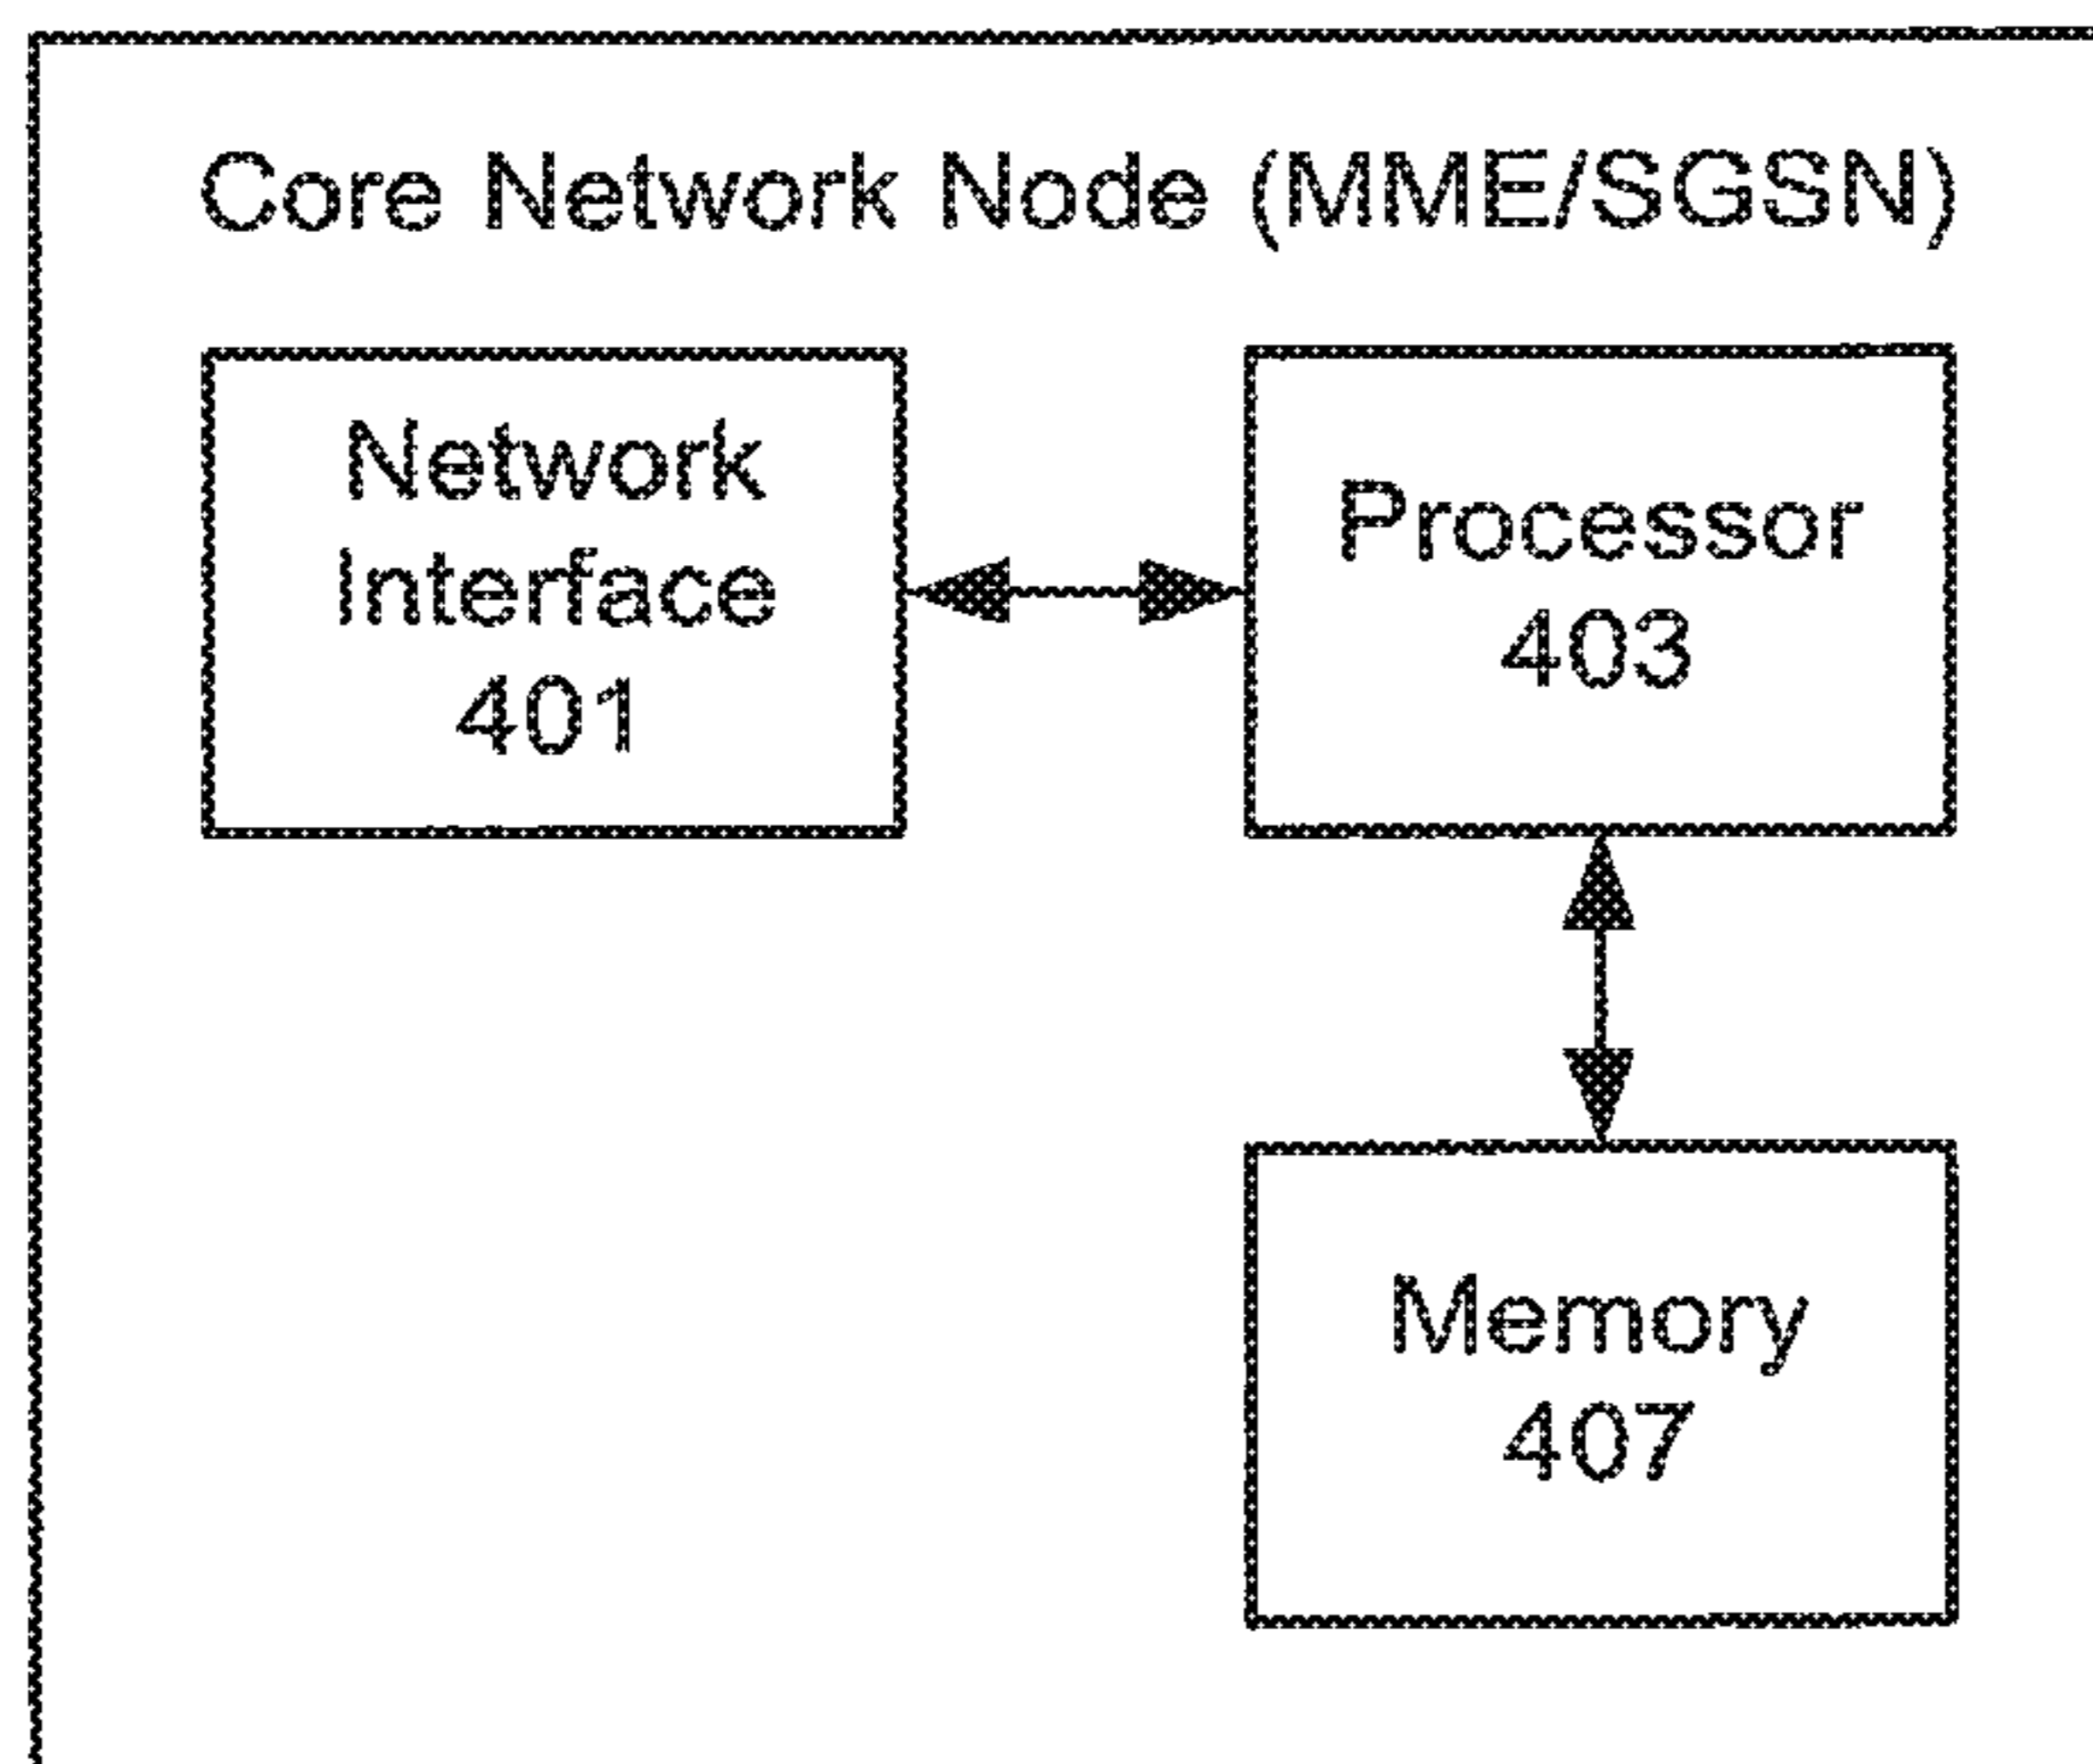 Core Network Node (MME/SGSN)
Network
Interface
401
Processor
403
Memory
407